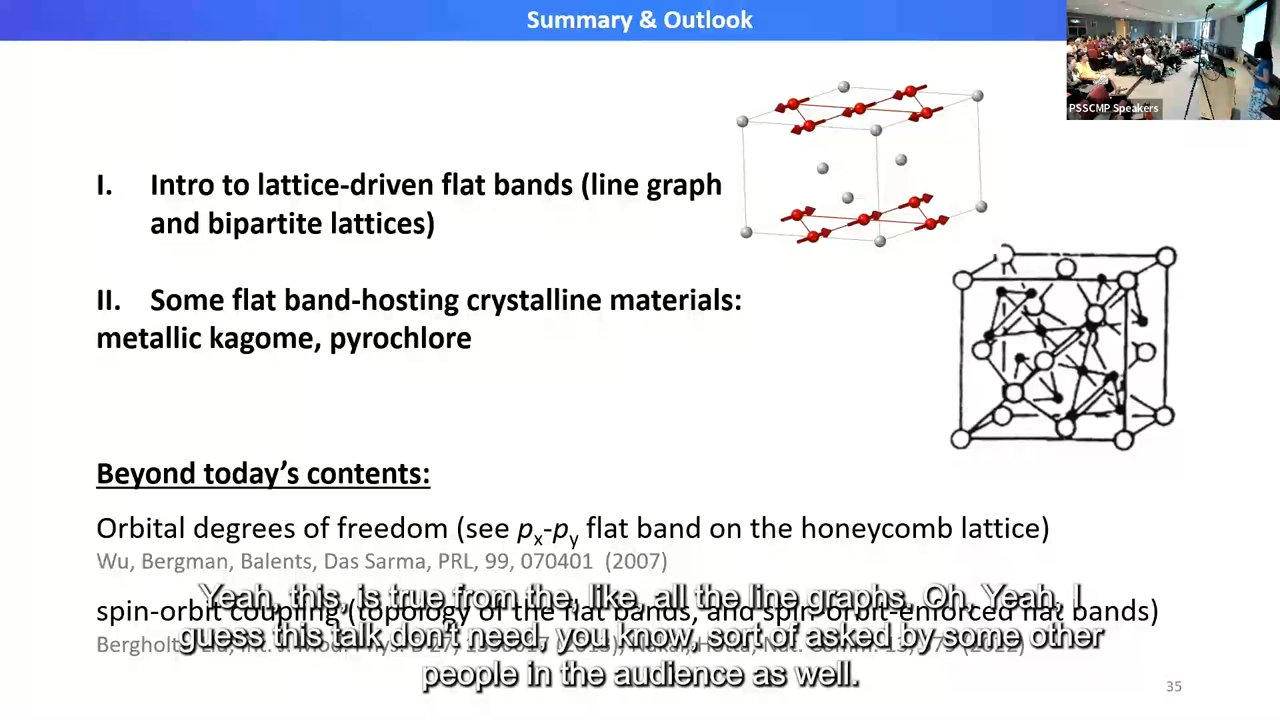 Summary & Outlook
PSSCMP Speakers
I. Intro to lattice-driven flat bands (line graph
and bipartite lattices)
II. Some flat band-hosting crystalline materials:
metallic kagome, pyrochlore
Beyond today's contents:
Orbital degrees of freedom (see px-py flat band on the honeycomb lattice)
Wu, Bergman, Balents, Das Sarma, PRL, 99, 070401 (2007)
Yeah, this, is true from the, like, all the line graphs. Oh. Yeah, I
spin-orbit coupling (topology of the flat bands, and spin-orbit-enforced flat bands)
guess this talk don't need, you know, sort of asked by some other
people in the audience as well.
35